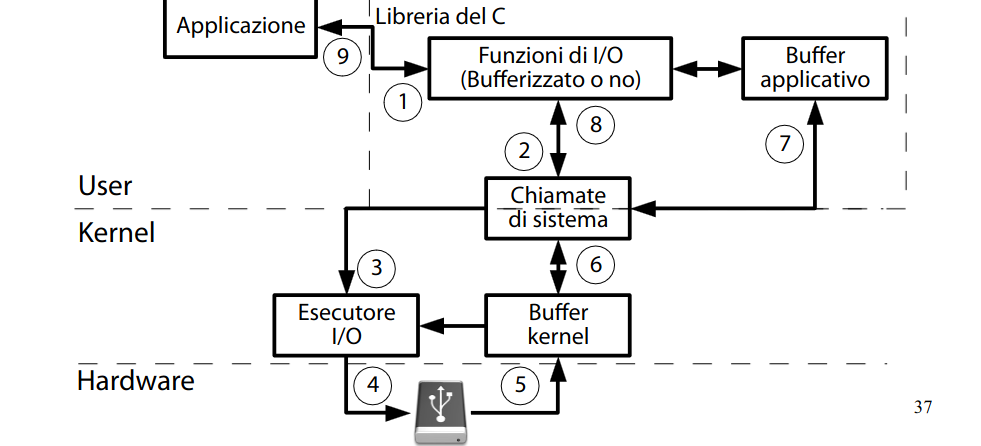 Applicazione
Libreria del C
9
1
Funzioni di I/O
(Bufferizzato o no)
Buffer
applicativo
2
8
7
User
Chiamate
di sistema
Kernel
3
6
Esecutore
I/O
Buffer
kernel
Hardware
4
5
37